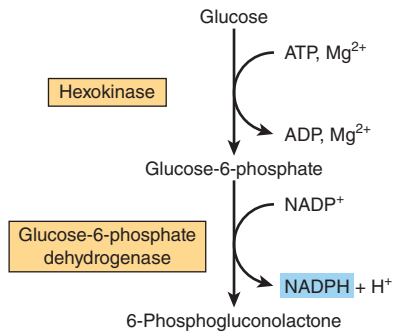 Glucose
ATP, Mg²⁺
Hexokinase
ADP, Mg²⁺
Glucose-6-phosphate
NADP⁺
Glucose-6-phosphate
dehydrogenase
NADPH + H⁺
6-Phosphogluconolactone